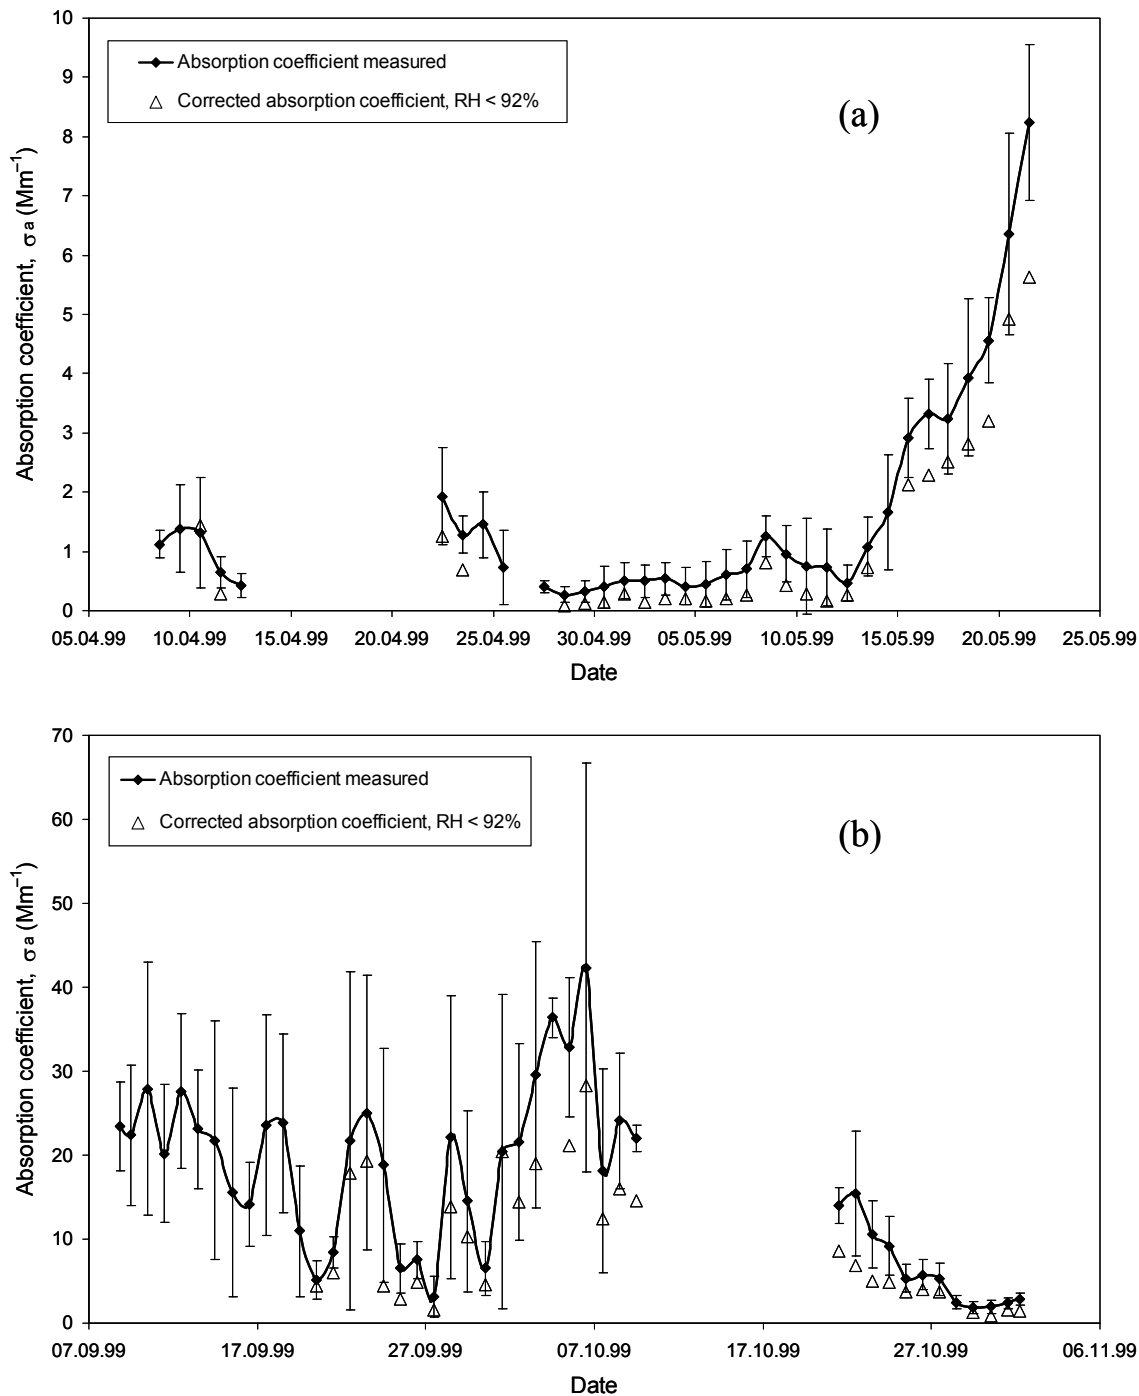 10
9
8
7
6
5
4
3
2
1
0
Absorption coefficient, σa (Mm⁻¹)
Absorption coefficient measured
Corrected absorption coefficient, RH < 92%
(a)
05.04.99 10.04.99 15.04.99 20.04.99 25.04.99 30.04.99 05.05.99 10.05.99 15.05.99 20.05.99 25.05.99
Date
70
60
50
40
30
20
10
0
Absorption coefficient, σa (Mm⁻¹)
Absorption coefficient measured
Corrected absorption coefficient, RH < 92%
(b)
07.09.99 17.09.99 27.09.99 07.10.99 17.10.99 27.10.99 06.11.99
Date